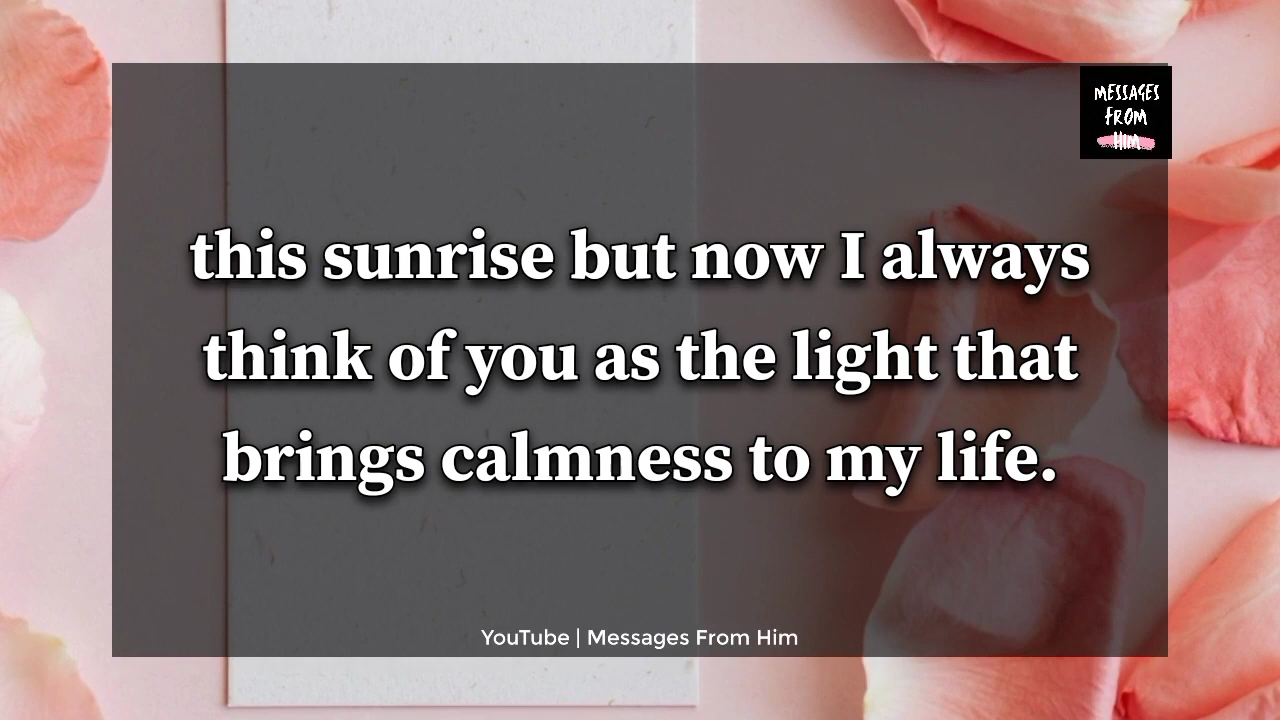 MESSAGES
FROM
HIM
this sunrise but now I always
think of you as the light that
brings calmness to my life.
YouTube | Messages From Him